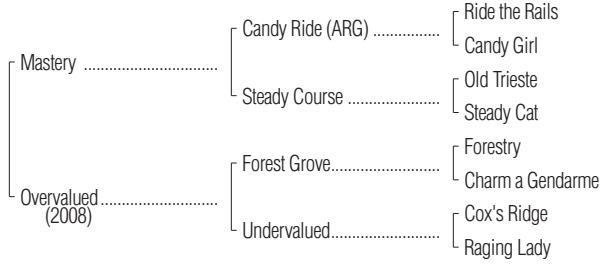 Ride the Rails
Candy Ride (ARG) ................
Candy Girl
Mastery ................................
Old Trieste
Steady Course ......................
Steady Cat
Forestry
Forest Grove..........................
Charm a Gendarme
Overvalued............................
(2008)
Cox's Ridge
Undervalued..........................
Raging Lady